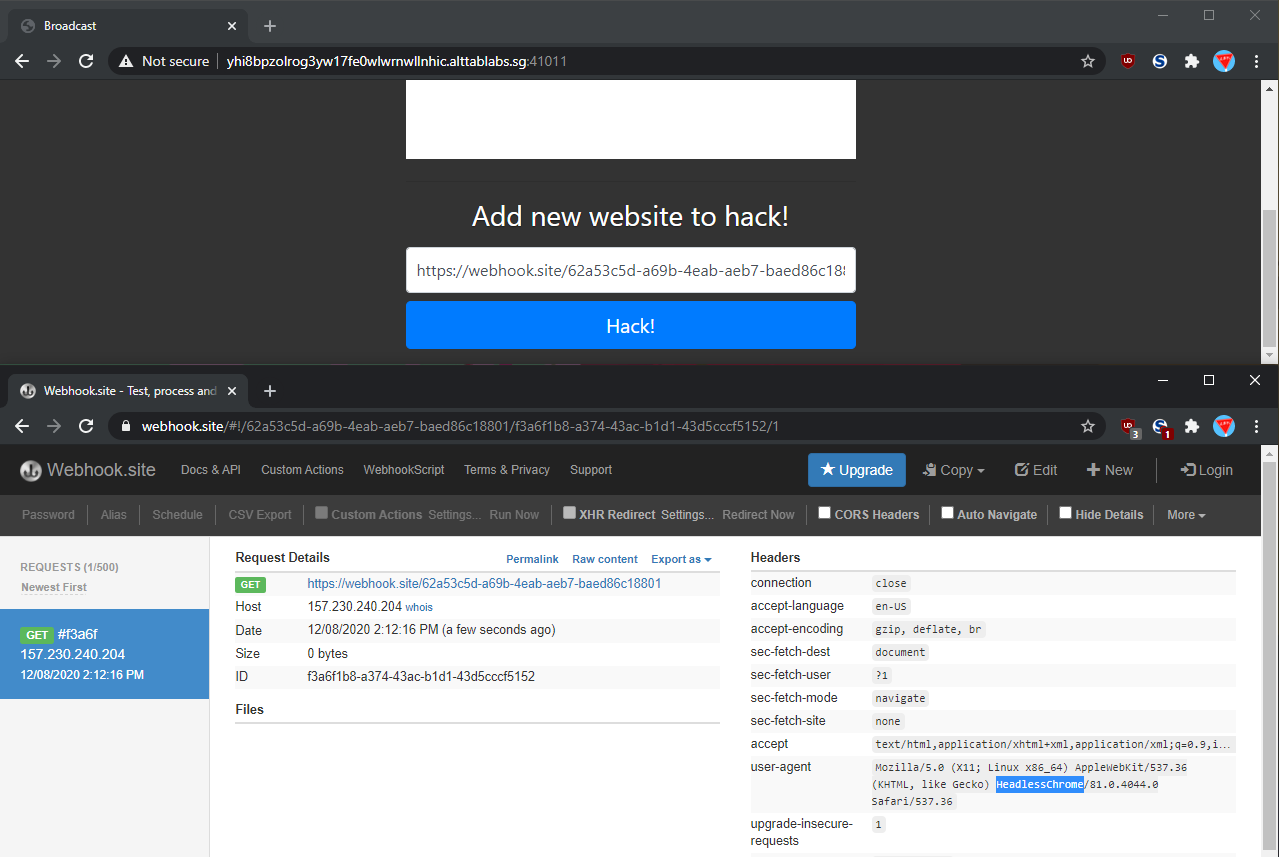 Broadcast
Not secure yhi8bpzolrog3yw17fe0wlwrnwllnhic.alttablabs.sg:41011
Add new website to hack!
https://webhook.site/62a53c5d-a69b-4eab-aeb7-baed86c188
Hack!
Webhook.site - Test, process and
webhook.site/#!/62a53c5d-a69b-4eab-aeb7-baed86c18801/f3a6f1b8-a374-43ac-b1d1-43d5cccf5152/1
3 1
Webhook.site Docs & API Custom Actions WebhookScript Terms & Privacy Support Upgrade Copy Edit New Login
Password Alias Schedule CSV Export Custom Actions Settings... Run Now XHR Redirect Settings... Redirect Now CORS Headers Auto Navigate Hide Details More
REQUESTS (1/500)
Newest First
GET #f3a6f
157.230.240.204
12/08/2020 2:12:16 PM
Request Details Permalink Raw content Export as
GET https://webhook.site/62a53c5d-a69b-4eab-aeb7-baed86c18801
Host 157.230.240.204 whois
Date 12/08/2020 2:12:16 PM (a few seconds ago)
Size 0 bytes
ID f3a6f1b8-a374-43ac-b1d1-43d5cccf5152
Files
Headers
connection close
accept-language en-US
accept-encoding gzip, deflate, br
sec-fetch-dest document
sec-fetch-user ?1
sec-fetch-mode navigate
sec-fetch-site none
accept text/html,application/xhtml+xml,application/xml;q=0.9,i...
user-agent Mozilla/5.0 (X11; Linux x86_64) AppleWebKit/537.36
(KHTML, like Gecko) HeadlessChrome/81.0.4044.0
Safari/537.36
upgrade-insecure-
requests 1